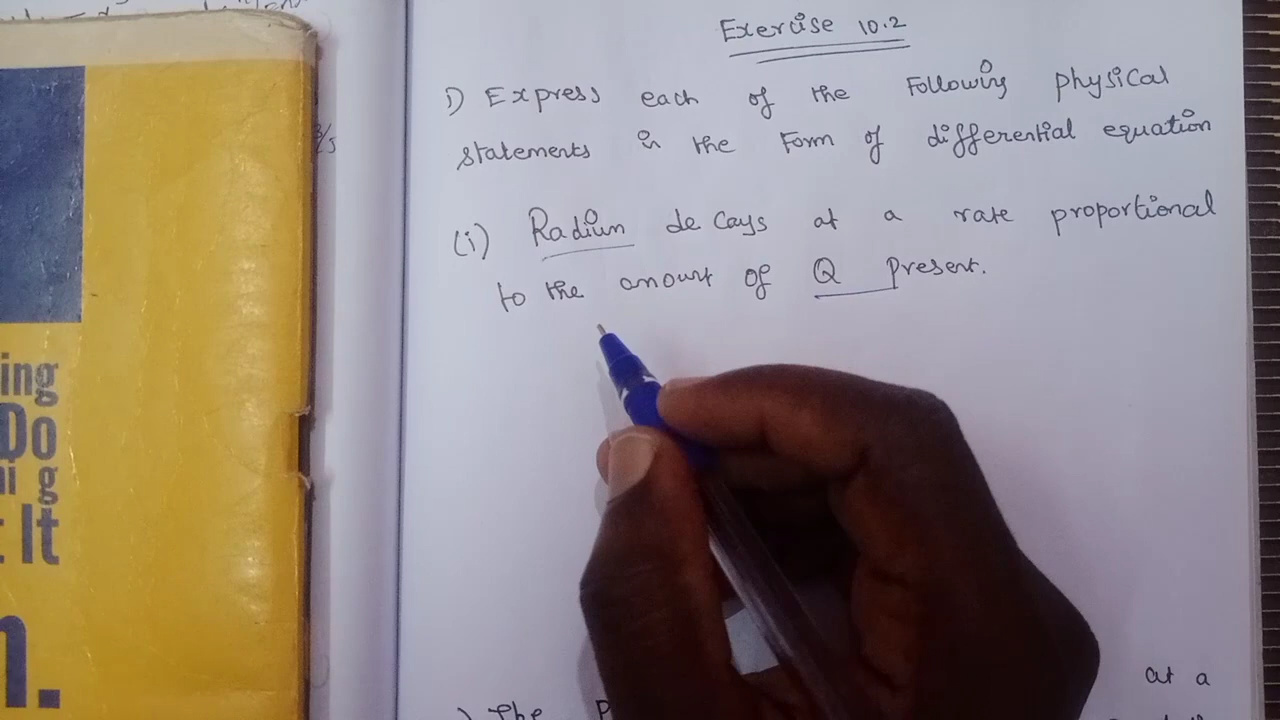 Exercise 10.2
1) Express each of the Following physical
statements in the Form of differential equation
(i) Radium decays at a rate proportional
to the amount of Q present.
at a
) The P
ing
Do
g
It
n.